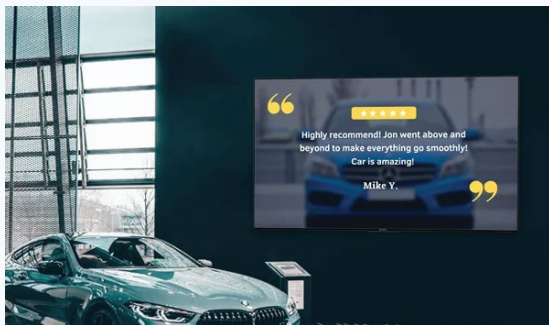 Highly recommend! Jon went above and
beyond to make everything go smoothly!
Car is amazing!
Mike Y.